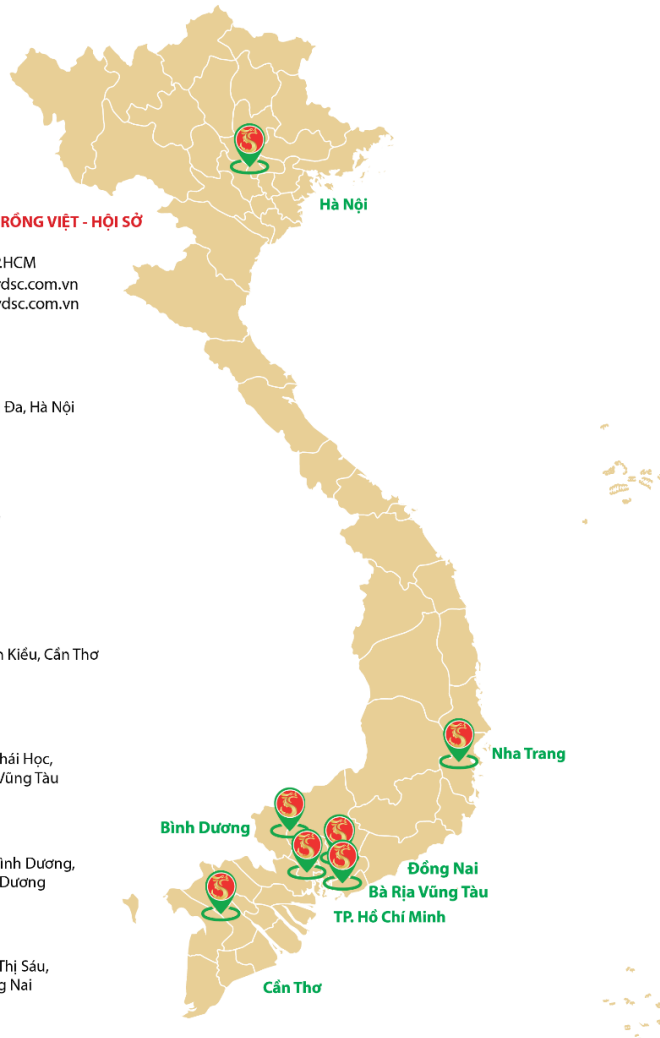 RỒNG VIỆT - HỘI SỞ
P.HCM
vdsc.com.vn
vdsc.com.vn
Đa, Hà Nội
n Kiều, Cần Thơ
hái Học,
Vũng Tàu
ình Dương,
Dương
Thị Sáu,
g Nai
Hà Nội
Nha Trang
Bình Dương
Đồng Nai
Bà Rịa Vũng Tàu
TP. Hồ Chí Minh
Cần Thơ